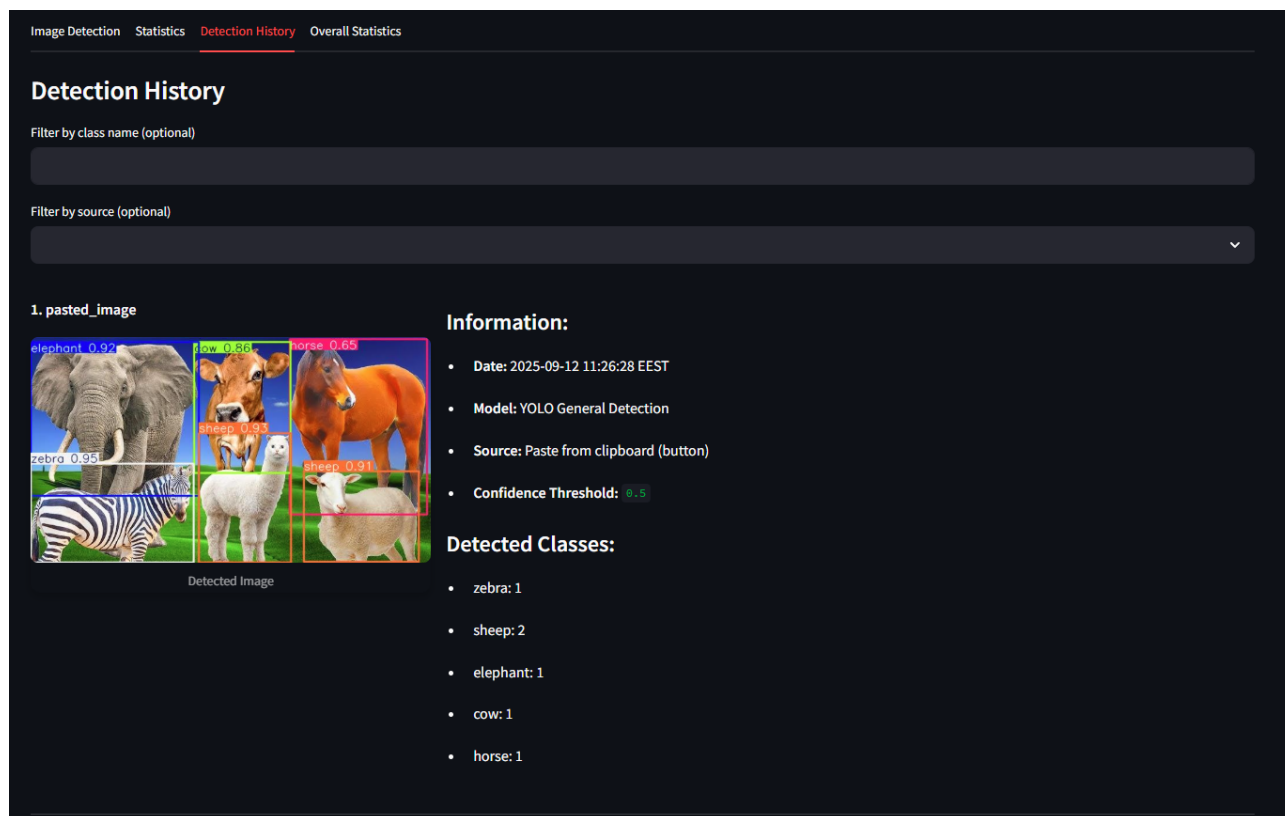 Image Detection Statistics Detection History Overall Statistics
Detection History
Filter by class name (optional)
Filter by source (optional)
1. pasted_image
elephant 0.92
cow 0.86
horse 0.65
sheep 0.93
zebra 0.95
sheep 0.91
Detected Image
Information:
Date: 2025-09-12 11:26:28 EEST
Model: YOLO General Detection
Source: Paste from clipboard (button)
Confidence Threshold: 0.5
Detected Classes:
zebra: 1
sheep: 2
elephant: 1
cow: 1
horse: 1